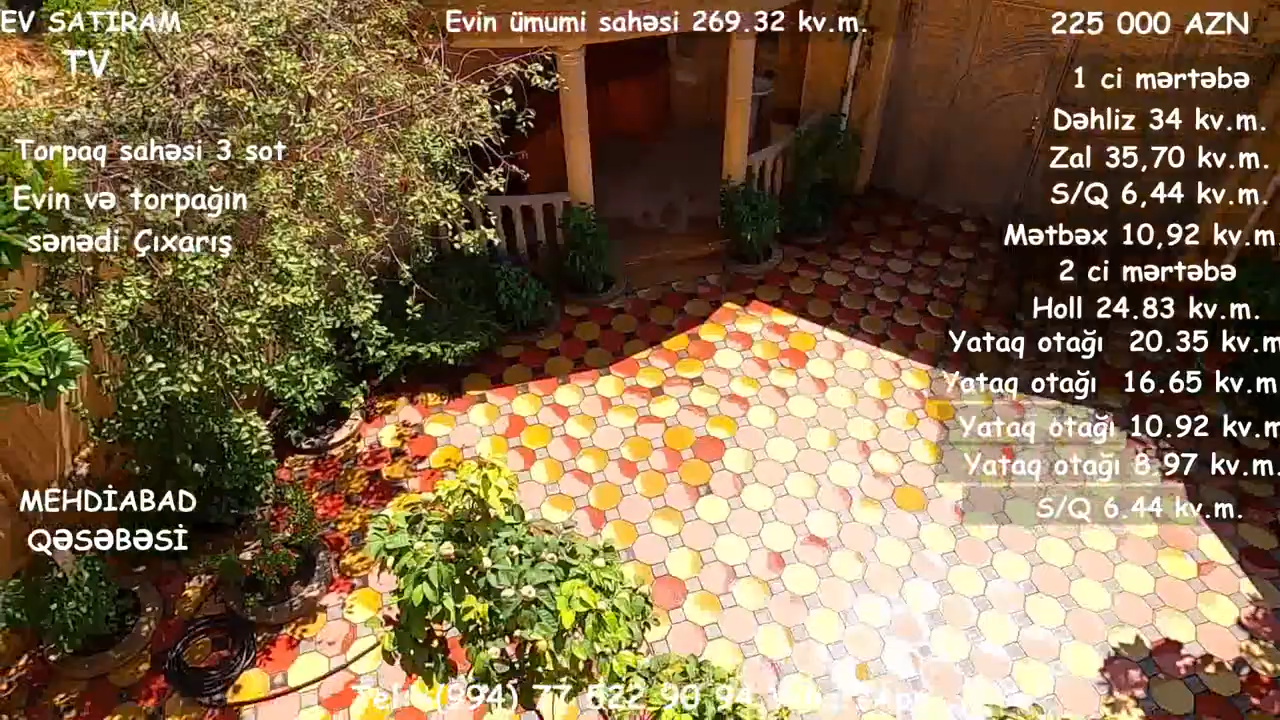 EV SATIRAM
TV
Evin ümumi sahəsi 269.32 kv.m.
225 000 AZN
Torpaq sahəsi 3 sot
Evin və torpağın
sənədi Çıxarış
1 ci mərtəbə
Dəhliz 34 kv.m.
Zal 35,70 kv.m.
S/Q 6,44 kv.m.
Mətbəx 10,92 kv.m
2 ci mərtəbə
Holl 24.83 kv.m.
Yataq otağı 20.35 kv.m
Yataq otağı 16.65 kv.m
Yataq otağı 10.92 kv.m
Yataq otağı 8,97 kv.m
S/Q 6.44 kv.m.
MEHDİABAD
QƏSƏBƏSİ
Tel: (994) 77 522 90 94